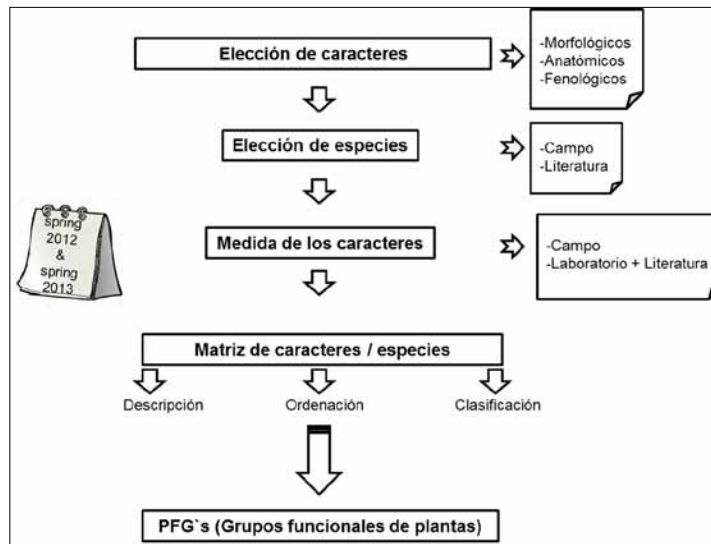 Elección de caracteres
-Morfológicos
-Anatómicos
-Fenológicos
Elección de especies
-Campo
-Literatura
spring
2012
&
spring
2013
Medida de los caracteres
-Campo
-Laboratorio + Literatura
Matriz de caracteres / especies
Descripción
Ordenación
Clasificación
PFG`s (Grupos funcionales de plantas)